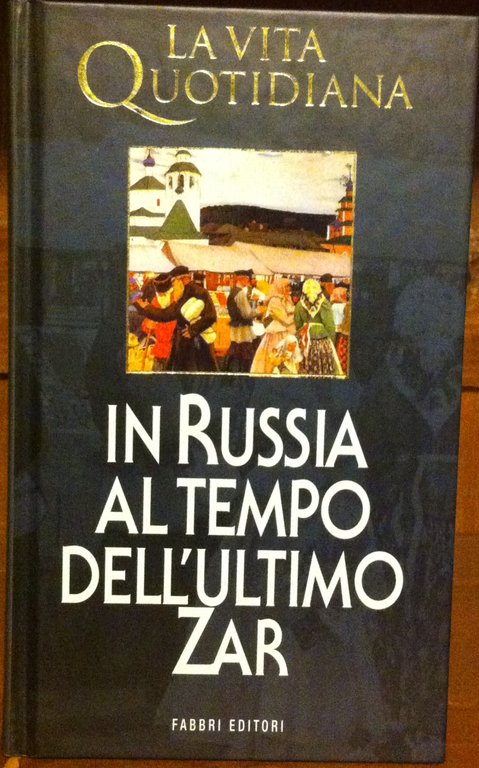 LA VITA
QUOTIDIANA
IN RUSSIA
AL TEMPO
DELL'ULTIMO
ZAR
FABBRI EDITORI